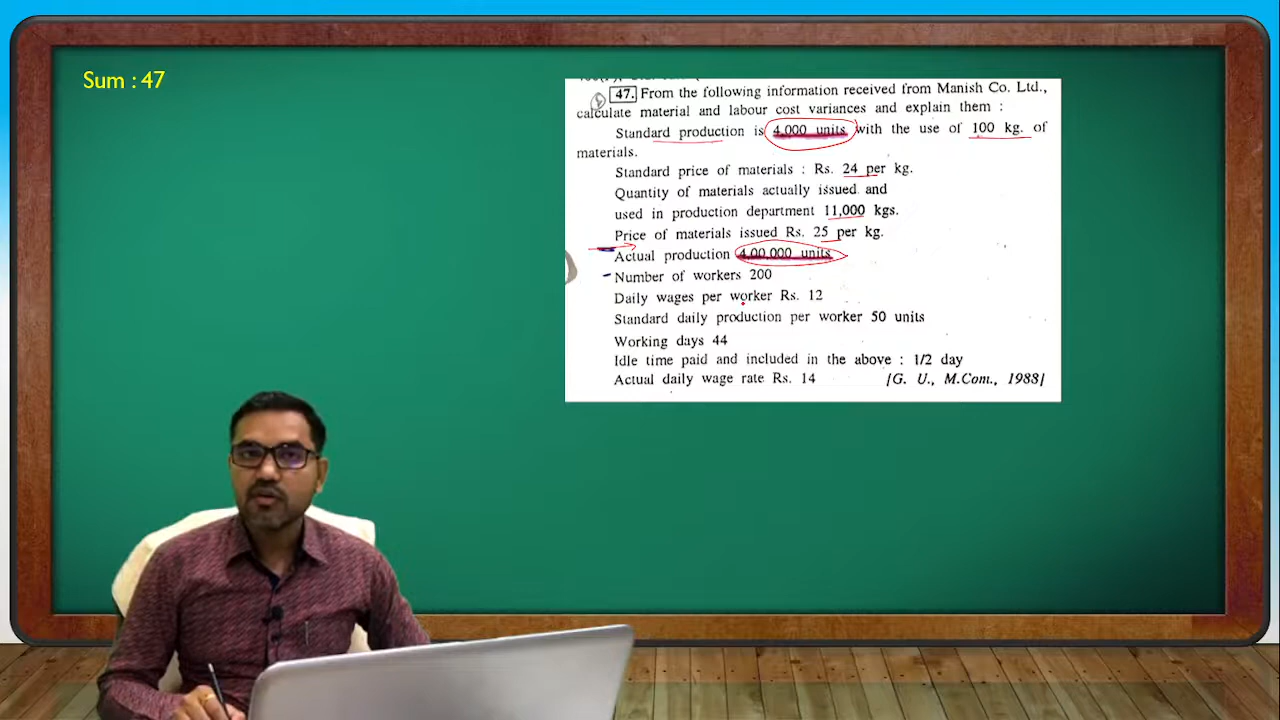 Sum : 47
47. From the following information received from Manish Co. Ltd.,
calculate material and labour cost variances and explain them :
Standard production is 4,000 units with the use of 100 kg. of
materials.
Standard price of materials : Rs. 24 per kg.
Quantity of materials actually issued and
used in production department 11,000 kgs.
Price of materials issued Rs. 25 per kg.
Actual production 4,00,000 units
Number of workers 200
Daily wages per worker Rs. 12
Standard daily production per worker 50 units
Working days 44
Idle time paid and included in the above : 1/2 day
Actual daily wage rate Rs. 14 [G. U., M.Com., 1988]